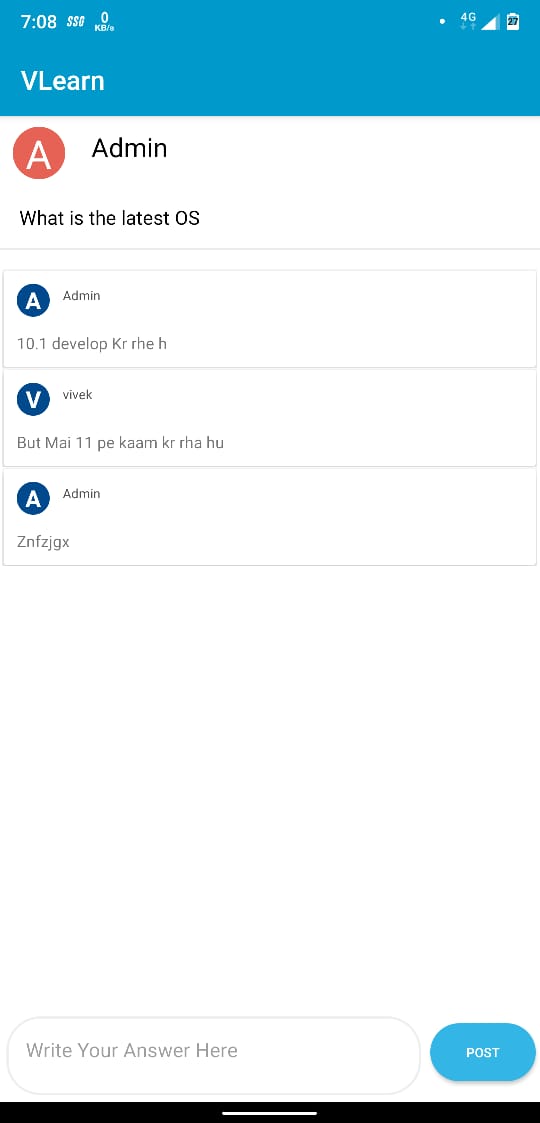 7:08 SSG 0 KB/s 4G 27
VLearn
A Admin
What is the latest OS
A Admin
10.1 develop Kr rhe h
V vivek
But Mai 11 pe kaam kr rha hu
A Admin
Znfzjgx
Write Your Answer Here POST